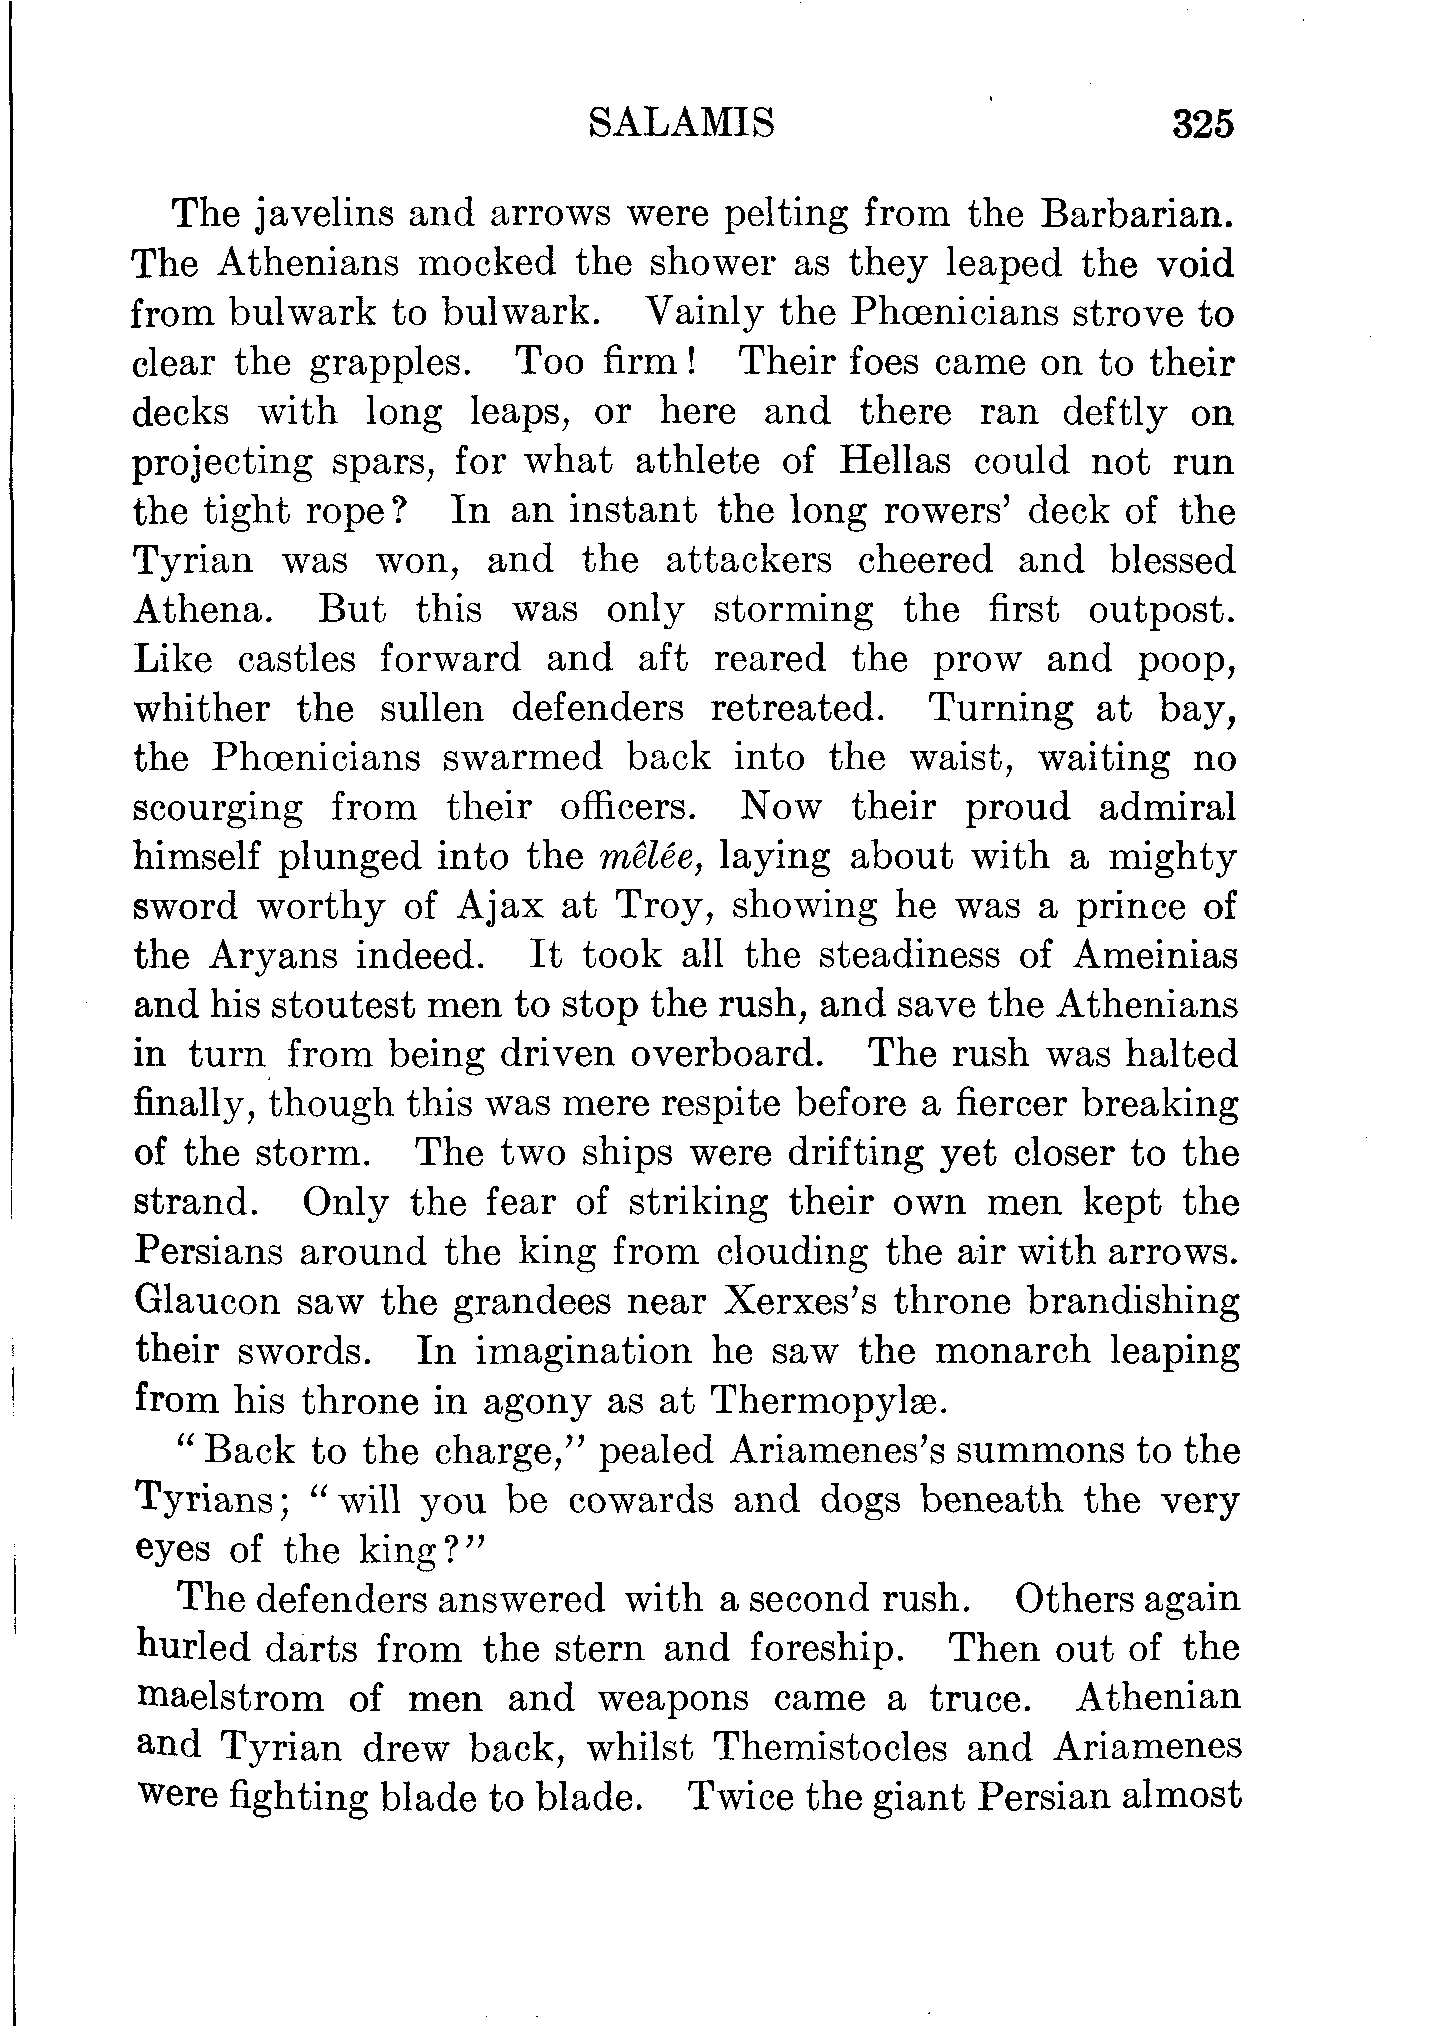 SALAMIS 325
The javelins and arrows were pelting from the Barbarian.
The Athenians mocked the shower as they leaped the void
from bulwark to bulwark. Vainly the Phœnicians strove to
clear the grapples. Too firm! Their foes came on to their
decks with long leaps, or here and there ran deftly on
projecting spars, for what athlete of Hellas could not run
the tight rope? In an instant the long rowers' deck of the
Tyrian was won, and the attackers cheered and blessed
Athena. But this was only storming the first outpost.
Like castles forward and aft reared the prow and poop,
whither the sullen defenders retreated. Turning at bay,
the Phœnicians swarmed back into the waist, waiting no
scourging from their officers. Now their proud admiral
himself plunged into the mêlée, laying about with a mighty
sword worthy of Ajax at Troy, showing he was a prince of
the Aryans indeed. It took all the steadiness of Ameinias
and his stoutest men to stop the rush, and save the Athenians
in turn from being driven overboard. The rush was halted
finally, though this was mere respite before a fiercer breaking
of the storm. The two ships were drifting yet closer to the
strand. Only the fear of striking their own men kept the
Persians around the king from clouding the air with arrows.
Glaucon saw the grandees near Xerxes's throne brandishing
their swords. In imagination he saw the monarch leaping
from his throne in agony as at Thermopylæ.
"Back to the charge," pealed Ariamenes's summons to the
Tyrians; "will you be cowards and dogs beneath the very
eyes of the king?"
The defenders answered with a second rush. Others again
hurled darts from the stern and foreship. Then out of the
maelstrom of men and weapons came a truce. Athenian
and Tyrian drew back, whilst Themistocles and Ariamenes
were fighting blade to blade. Twice the giant Persian almost